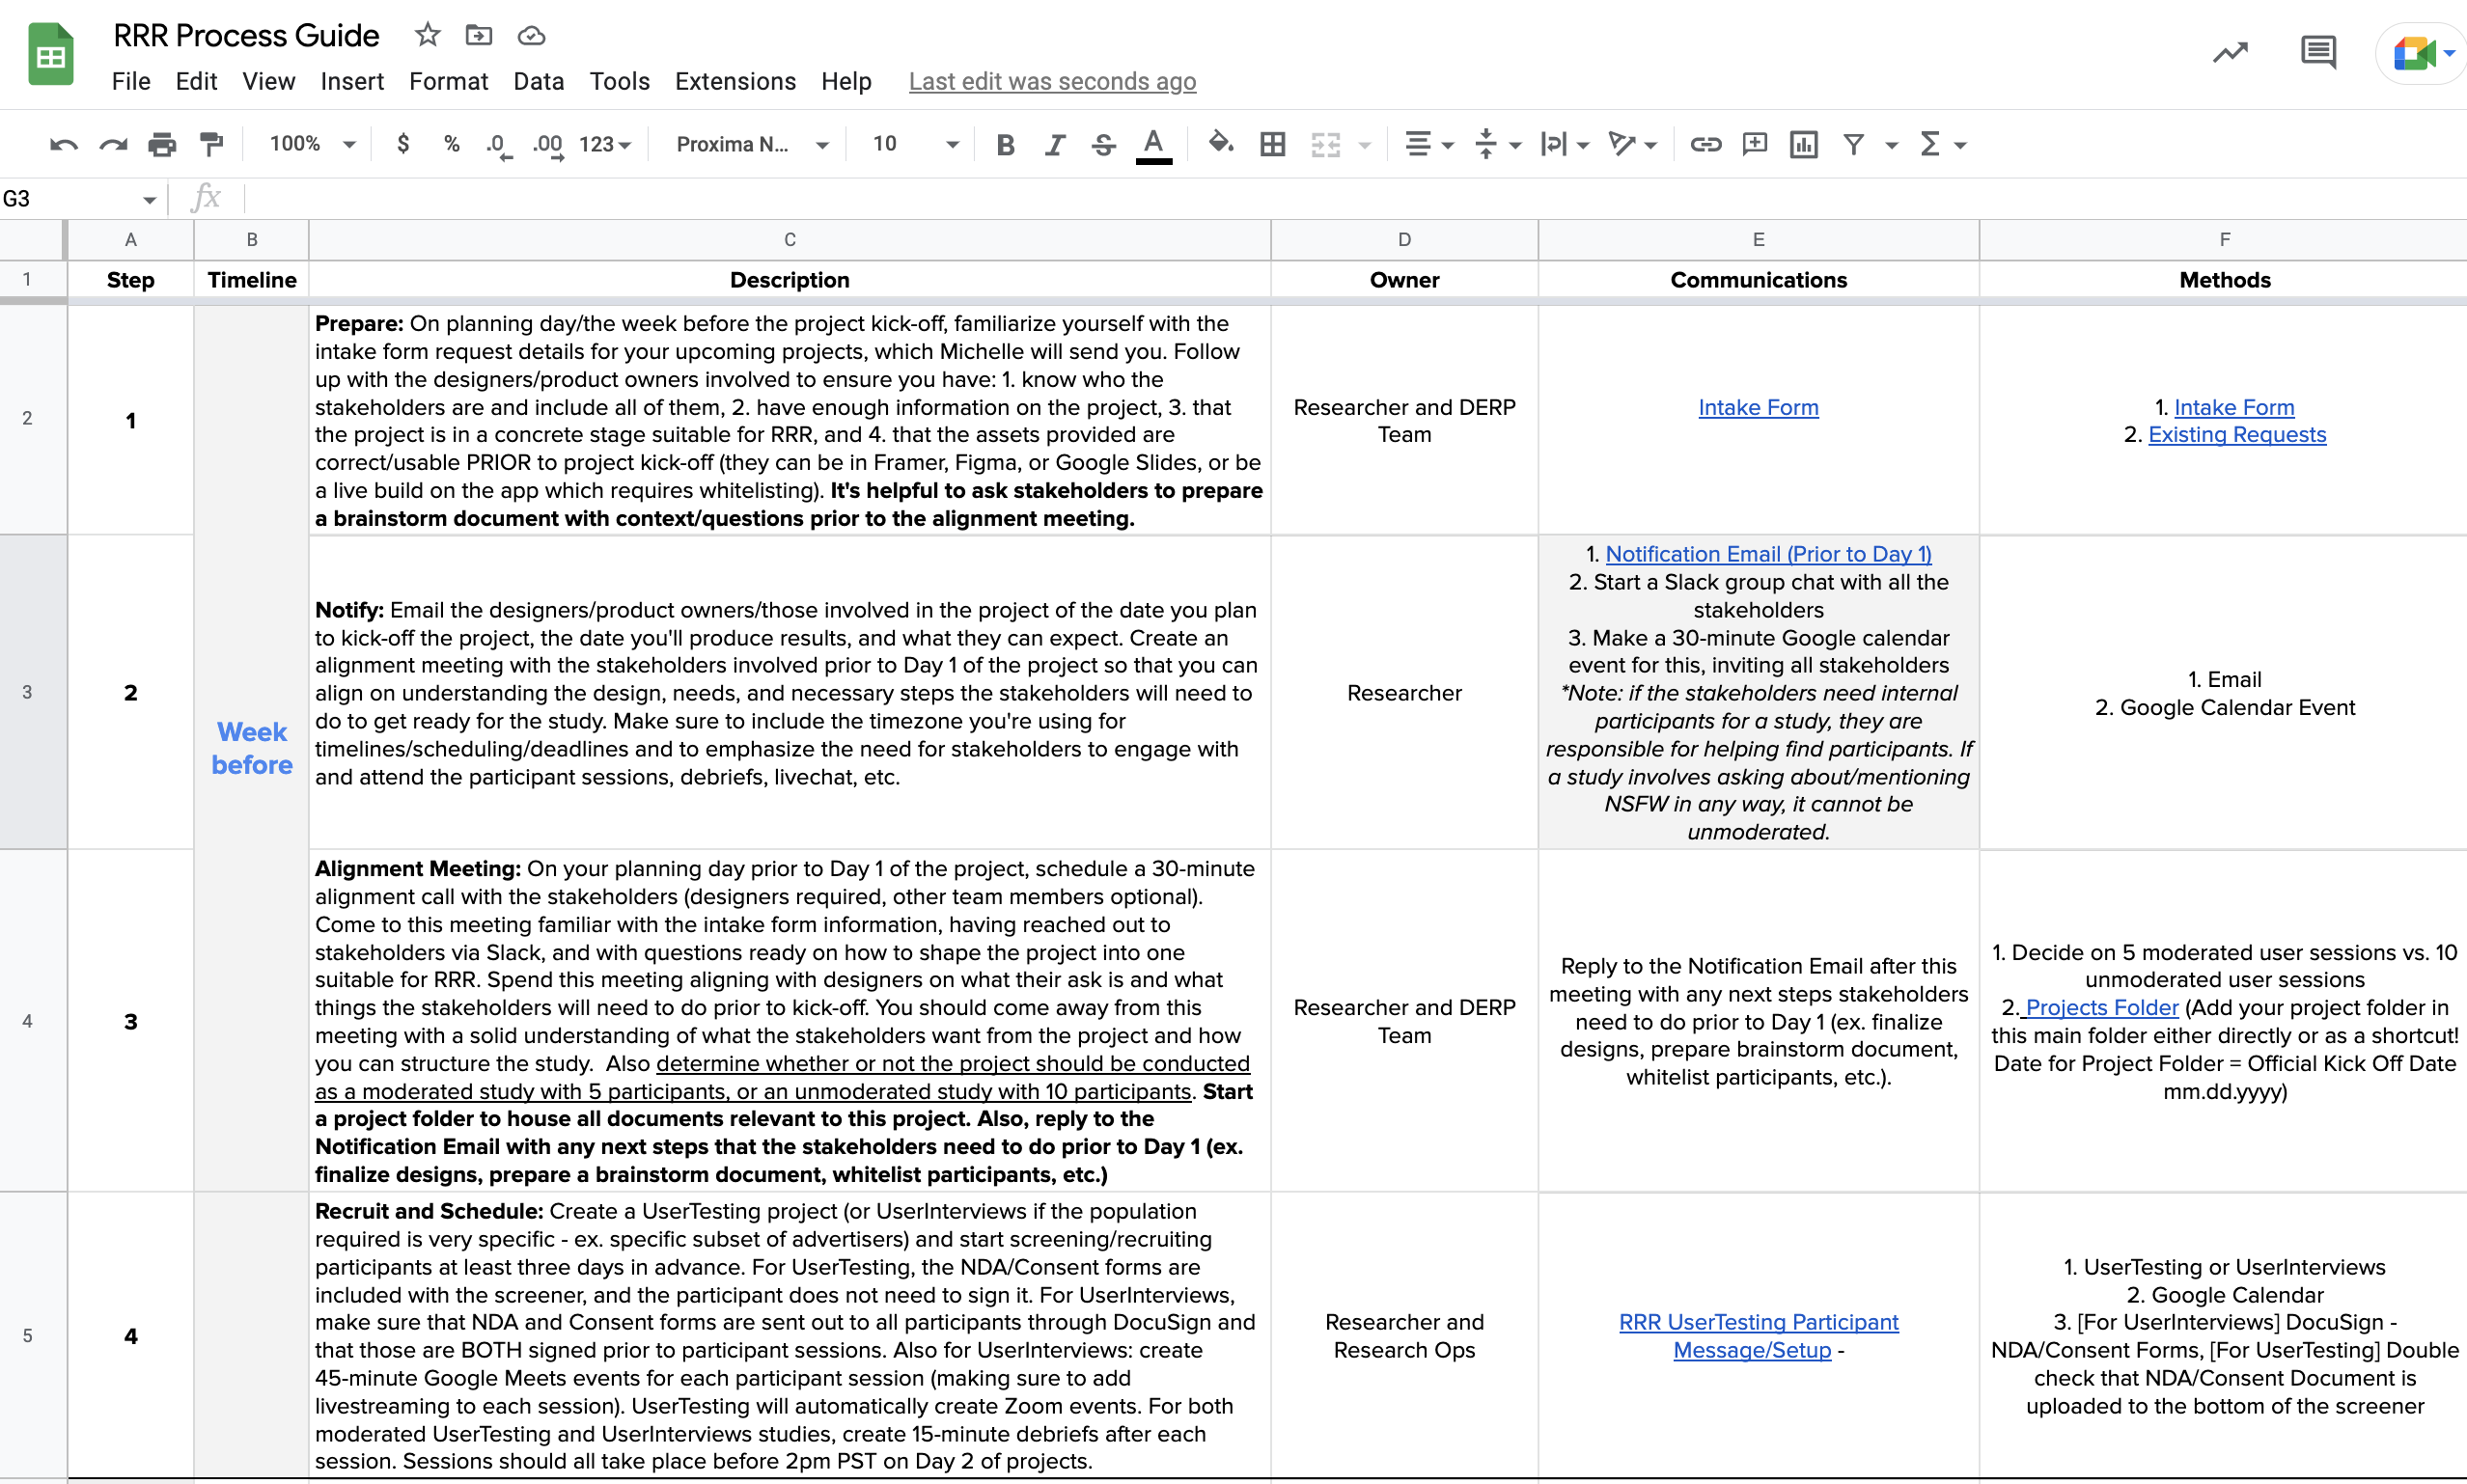 RRR Process Guide
File Edit View Insert Format Data Tools Extensions Help Last edit was seconds ago
100% $ % .0 .00 123 Proxima N... 10 B I S A
G3 fx
A B C D E F
1 Step Timeline Description Owner Communications Methods
2
1
Week
before
Prepare: On planning day/the week before the project kick-off, familiarize yourself with the
intake form request details for your upcoming projects, which Michelle will send you. Follow
up with the designers/product owners involved to ensure you have: 1. know who the
stakeholders are and include all of them, 2. have enough information on the project, 3. that
the project is in a concrete stage suitable for RRR, and 4. that the assets provided are
correct/usable PRIOR to project kick-off (they can be in Framer, Figma, or Google Slides, or be
a live build on the app which requires whitelisting). It's helpful to ask stakeholders to prepare
a brainstorm document with context/questions prior to the alignment meeting.
Researcher and DERP
Team
Intake Form
1. Intake Form
2. Existing Requests
3
2
Notify: Email the designers/product owners/those involved in the project of the date you plan
to kick-off the project, the date you'll produce results, and what they can expect. Create an
alignment meeting with the stakeholders involved prior to Day 1 of the project so that you can
align on understanding the design, needs, and necessary steps the stakeholders will need to
do to get ready for the study. Make sure to include the timezone you're using for
timelines/scheduling/deadlines and to emphasize the need for stakeholders to engage with
and attend the participant sessions, debriefs, livechat, etc.
Researcher
1. Notification Email (Prior to Day 1)
2. Start a Slack group chat with all the
stakeholders
3. Make a 30-minute Google calendar
event for this, inviting all stakeholders
*Note: if the stakeholders need internal
participants for a study, they are
responsible for helping find participants. If
a study involves asking about/mentioning
NSFW in any way, it cannot be
unmoderated.
1. Email
2. Google Calendar Event
4
3
Alignment Meeting: On your planning day prior to Day 1 of the project, schedule a 30-minute
alignment call with the stakeholders (designers required, other team members optional).
Come to this meeting familiar with the intake form information, having reached out to
stakeholders via Slack, and with questions ready on how to shape the project into one
suitable for RRR. Spend this meeting aligning with designers on what their ask is and what
things the stakeholders will need to do prior to kick-off. You should come away from this
meeting with a solid understanding of what the stakeholders want from the project and how
you can structure the study. Also determine whether or not the project should be conducted
as a moderated study with 5 participants, or an unmoderated study with 10 participants. Start
a project folder to house all documents relevant to this project. Also, reply to the
Notification Email with any next steps that the stakeholders need to do prior to Day 1 (ex.
finalize designs, prepare a brainstorm document, whitelist participants, etc.)
Researcher and DERP
Team
Reply to the Notification Email after this
meeting with any next steps stakeholders
need to do prior to Day 1 (ex. finalize
designs, prepare brainstorm document,
whitelist participants, etc.).
1. Decide on 5 moderated user sessions vs. 10
unmoderated user sessions
2. Projects Folder (Add your project folder in
this main folder either directly or as a shortcut!
Date for Project Folder = Official Kick Off Date
mm.dd.yyyy)
5
4
Recruit and Schedule: Create a UserTesting project (or UserInterviews if the population
required is very specific - ex. specific subset of advertisers) and start screening/recruiting
participants at least three days in advance. For UserTesting, the NDA/Consent forms are
included with the screener, and the participant does not need to sign it. For UserInterviews,
make sure that NDA and Consent forms are sent out to all participants through DocuSign and
that those are BOTH signed prior to participant sessions. Also for UserInterviews: create
45-minute Google Meets events for each participant session (making sure to add
livestreaming to each session). UserTesting will automatically create Zoom events. For both
moderated UserTesting and UserInterviews studies, create 15-minute debriefs after each
session. Sessions should all take place before 2pm PST on Day 2 of projects.
Researcher and
Research Ops
RRR UserTesting Participant
Message/Setup -
1. UserTesting or UserInterviews
2. Google Calendar
3. [For UserInterviews] DocuSign -
NDA/Consent Forms, [For UserTesting] Double
check that NDA/Consent Document is
uploaded to the bottom of the screener